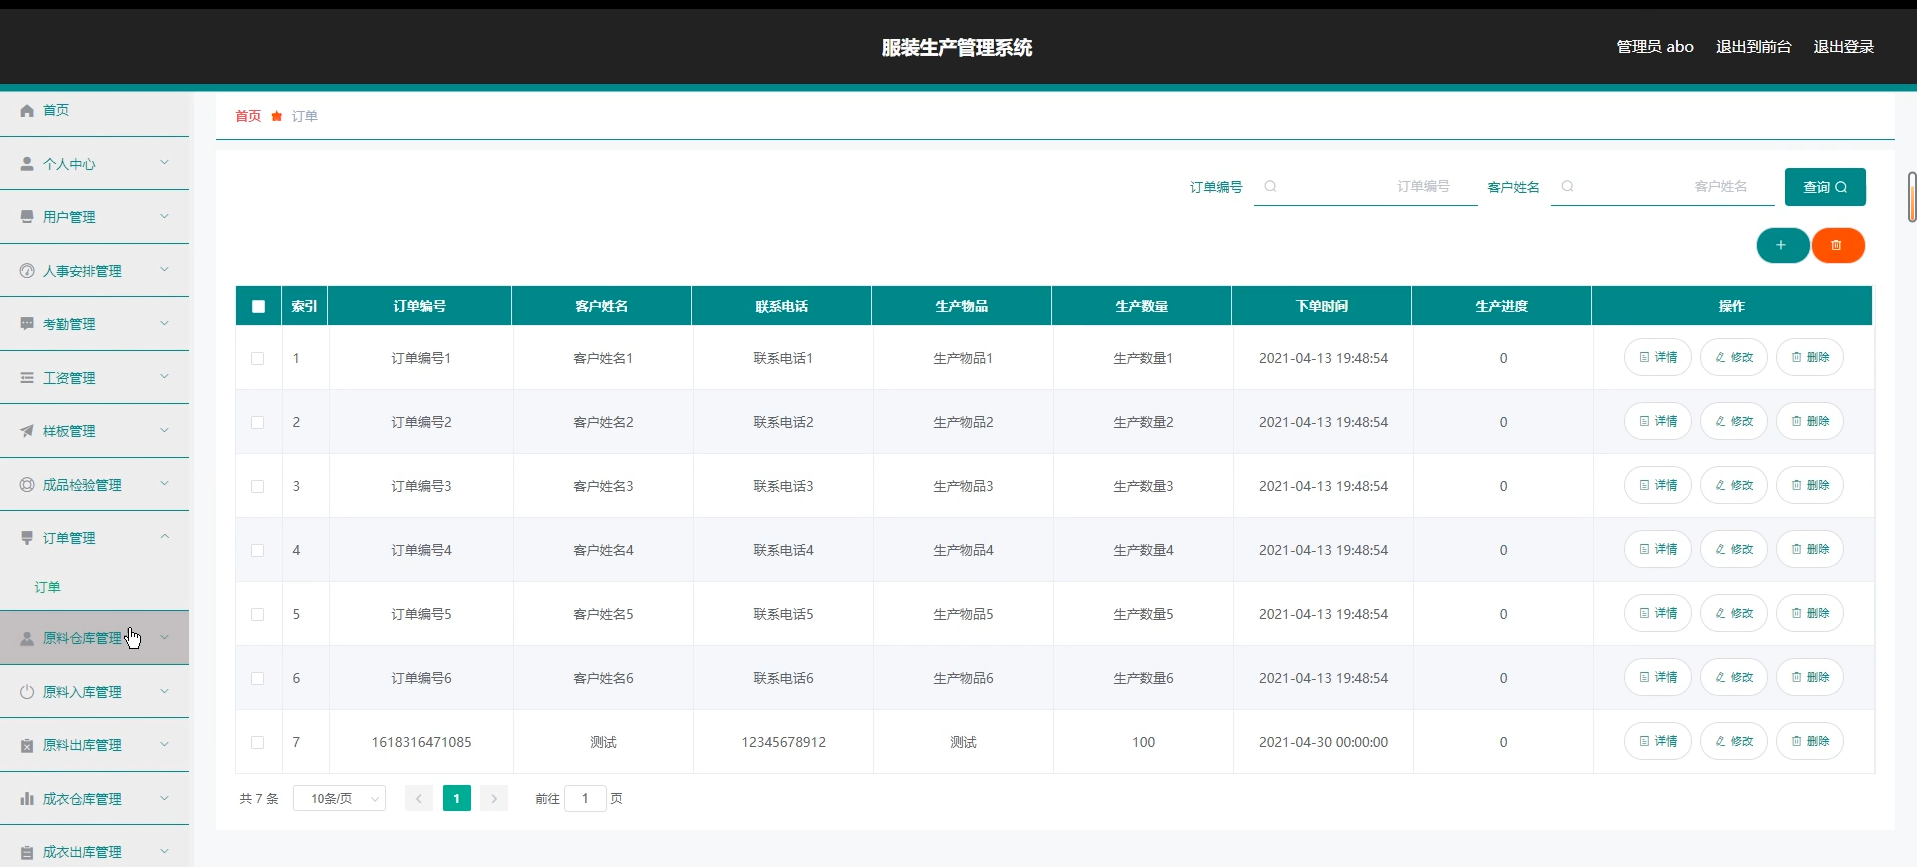 服装生产管理系统
管理员 abo 退出到前台 退出登录
首页
个人中心
用户管理
人事安排管理
考勤管理
工资管理
样板管理
成品检验管理
订单管理
订单
原料仓库管理
原料入库管理
原料出库管理
成衣仓库管理
成衣出库管理
首页 订单
订单编号 订单编号 客户姓名 客户姓名 查询
索引 订单编号 客户姓名 联系电话 生产物品 生产数量 下单时间 生产进度 操作
1 订单编号1 客户姓名1 联系电话1 生产物品1 生产数量1 2021-04-13 19:48:54 0 详情 修改 删除
2 订单编号2 客户姓名2 联系电话2 生产物品2 生产数量2 2021-04-13 19:48:54 0 详情 修改 删除
3 订单编号3 客户姓名3 联系电话3 生产物品3 生产数量3 2021-04-13 19:48:54 0 详情 修改 删除
4 订单编号4 客户姓名4 联系电话4 生产物品4 生产数量4 2021-04-13 19:48:54 0 详情 修改 删除
5 订单编号5 客户姓名5 联系电话5 生产物品5 生产数量5 2021-04-13 19:48:54 0 详情 修改 删除
6 订单编号6 客户姓名6 联系电话6 生产物品6 生产数量6 2021-04-13 19:48:54 0 详情 修改 删除
7 1618316471085 测试 12345678912 测试 100 2021-04-30 00:00:00 0 详情 修改 删除
共 7 条 10条/页 1 前往 1 页